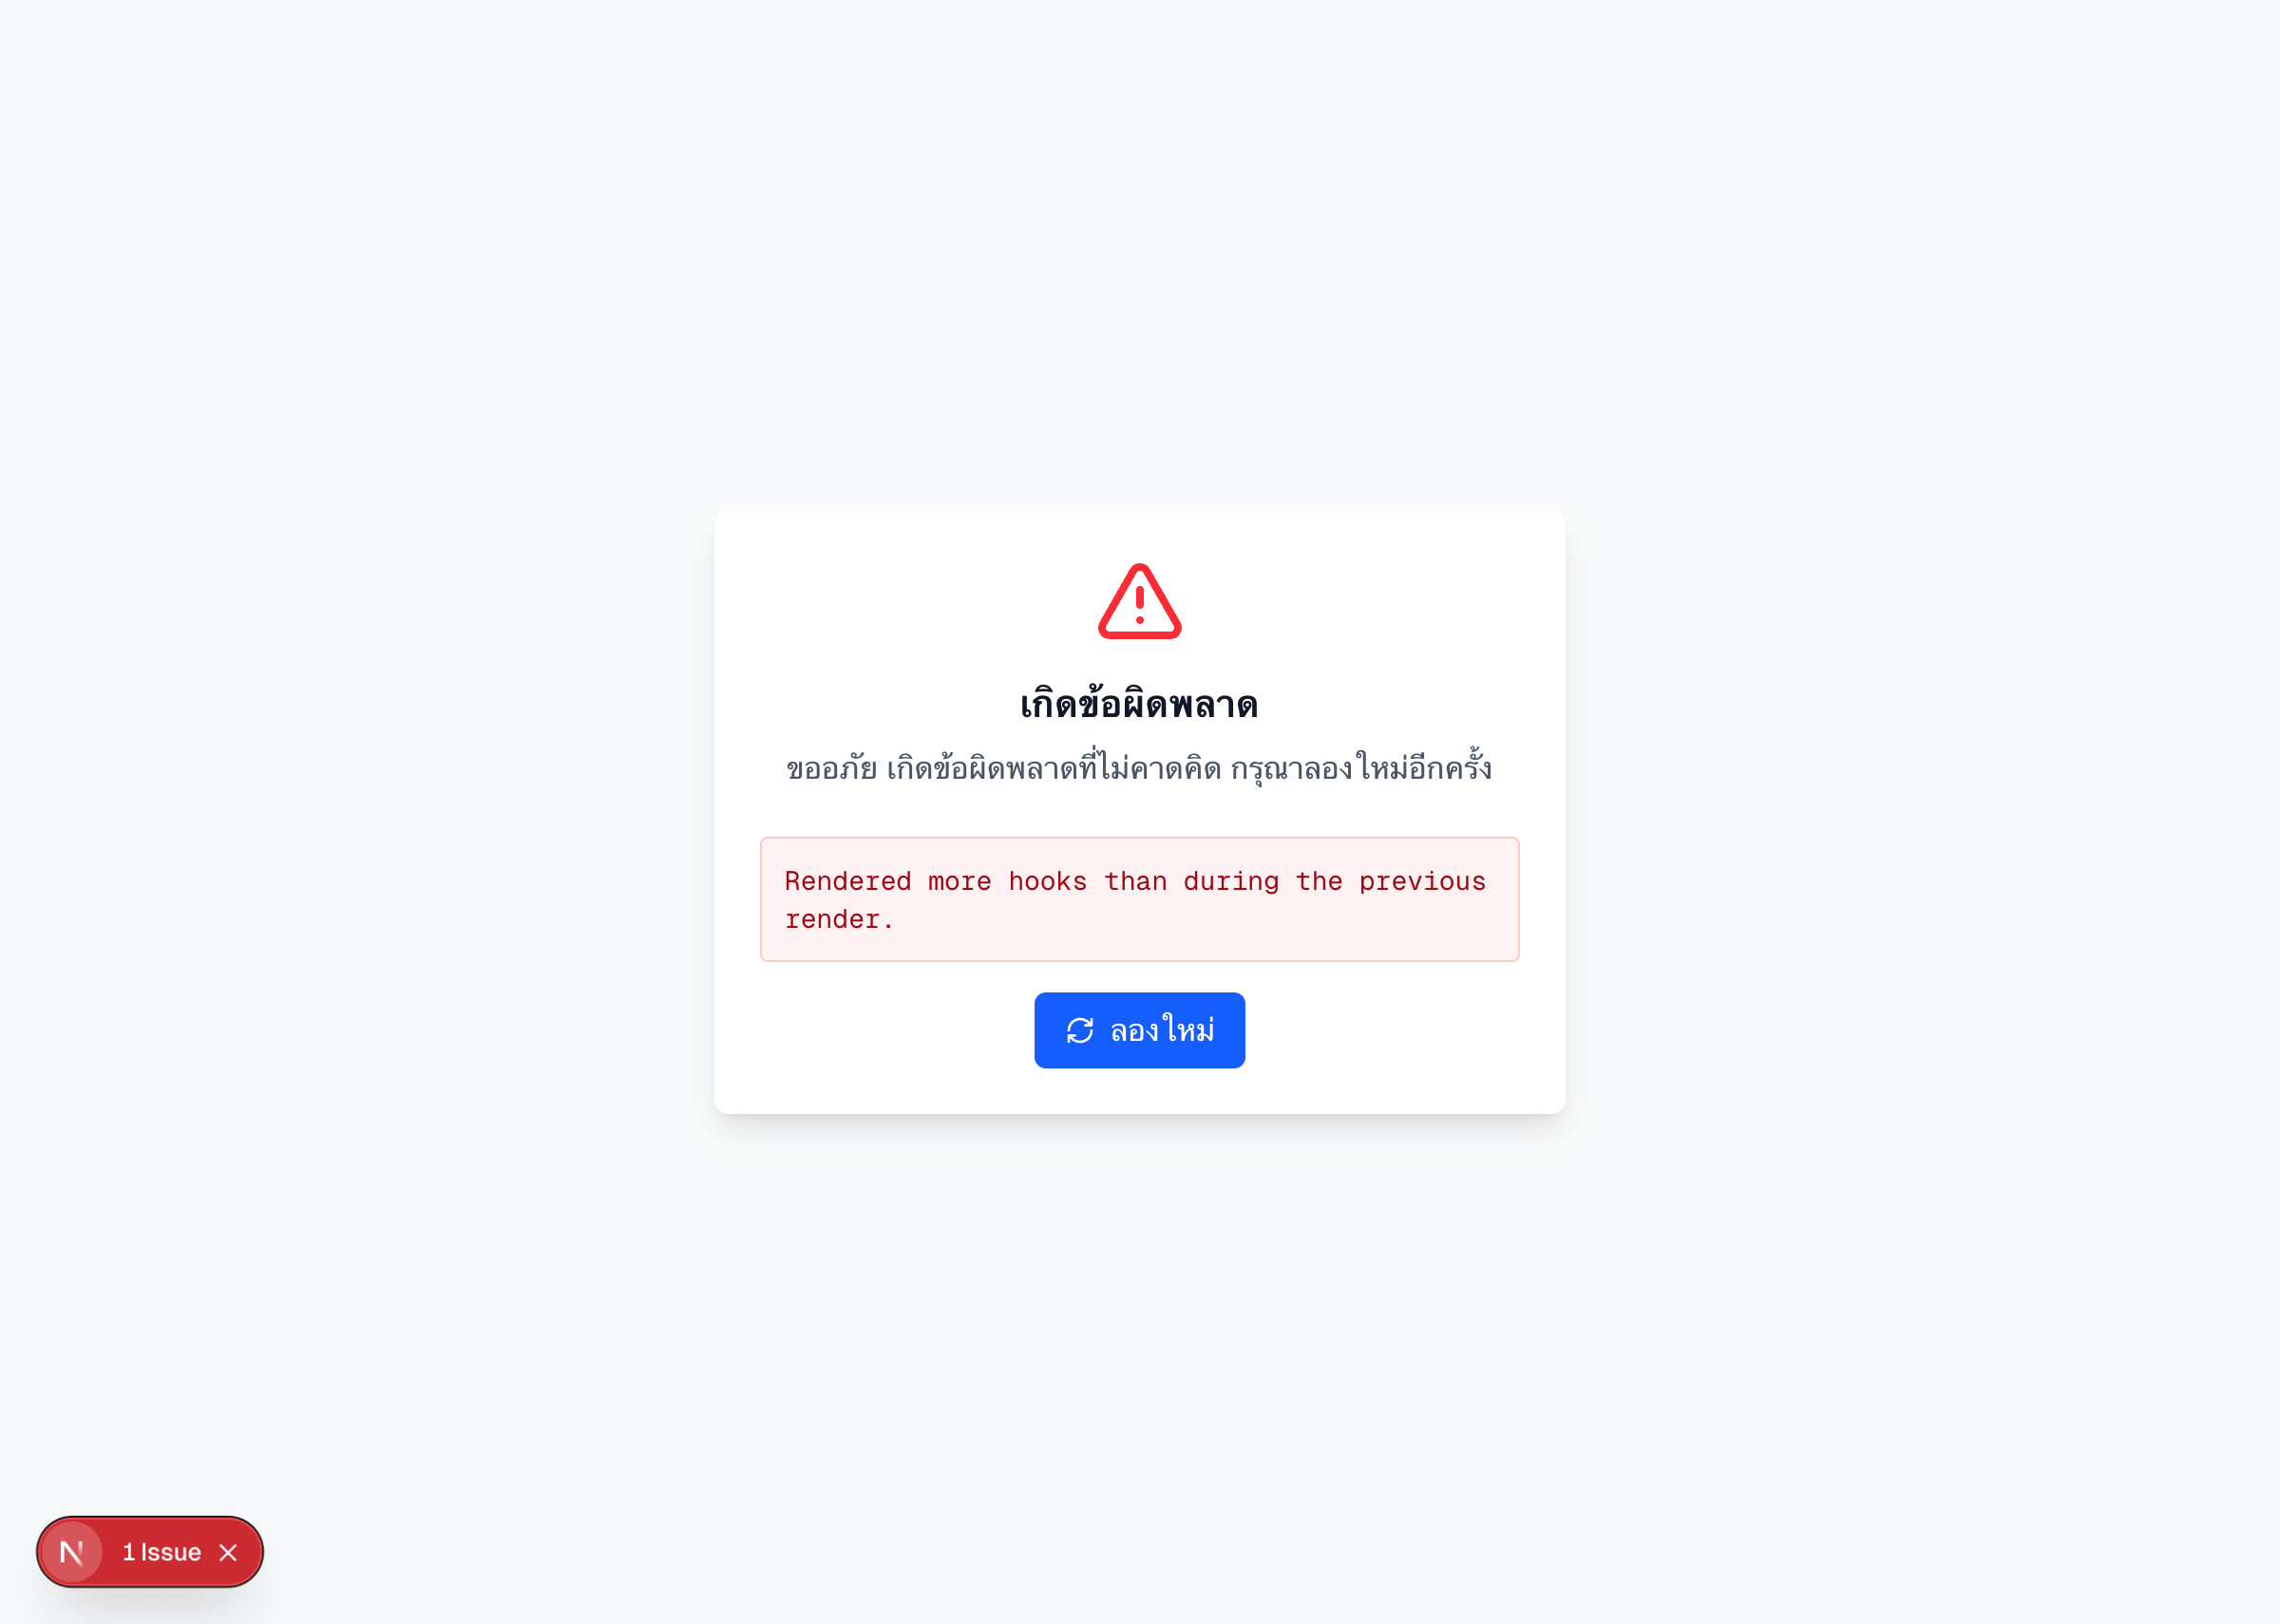 เกิดข้อผิดพลาด
ขออภัย เกิดข้อผิดพลาดที่ไม่คาดคิด กรุณาลองใหม่อีกครั้ง
Rendered more hooks than during the previous
render.
ลองใหม่
N 1 Issue